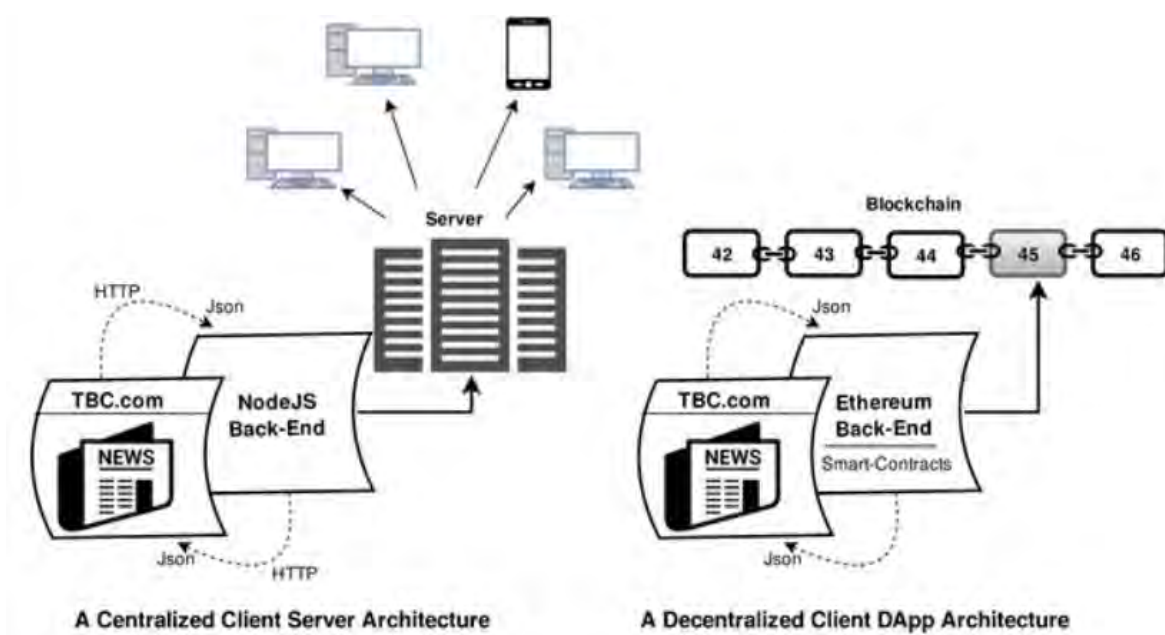 Server
HTTP
Json
TBC.com
NEWS
NodeJS
Back-End
Json
HTTP
A Centralized Client Server Architecture
Blockchain
42
43
44
45
46
Json
TBC.com
NEWS
Ethereum
Back-End
Smart-Contracts
Json
A Decentralized Client DApp Architecture